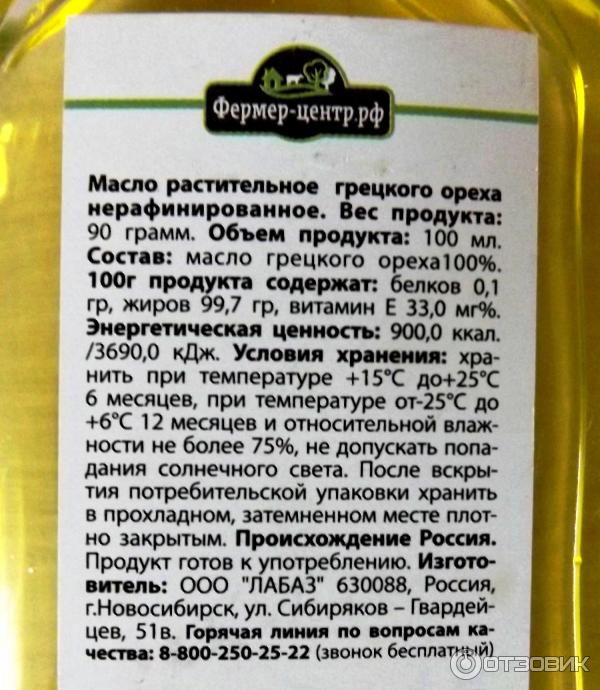 Фермер-центр.рф
Масло растительное грецкого ореха
нерафинированное. Вес продукта:
90 грамм. Объем продукта: 100 мл.
Состав: масло грецкого ореха100%.
100г продукта содержат: белков 0,1
гр, жиров 99,7 гр, витамин Е 33,0 мг%.
Энергетическая ценность: 900,0 ккал.
/3690,0 кДж. Условия хранения: хра-
нить при температуре +15°С до+25°С
6 месяцев, при температуре от-25°С до
+6°С 12 месяцев и относительной влаж-
ности не более 75%, не допускать попа-
дания солнечного света. После вскры-
тия потребительской упаковки хранить
в прохладном, затемненном месте плот-
но закрытым. Происхождение Россия.
Продукт готов к употреблению. Изгото-
витель: ООО "ЛАБАЗ" 630088, Россия,
г.Новосибирск, ул. Сибиряков – Гвардей-
цев, 51в. Горячая линия по вопросам ка-
чества: 8-800-250-25-22 (звонок бесплатный)
ОТЗОВИК